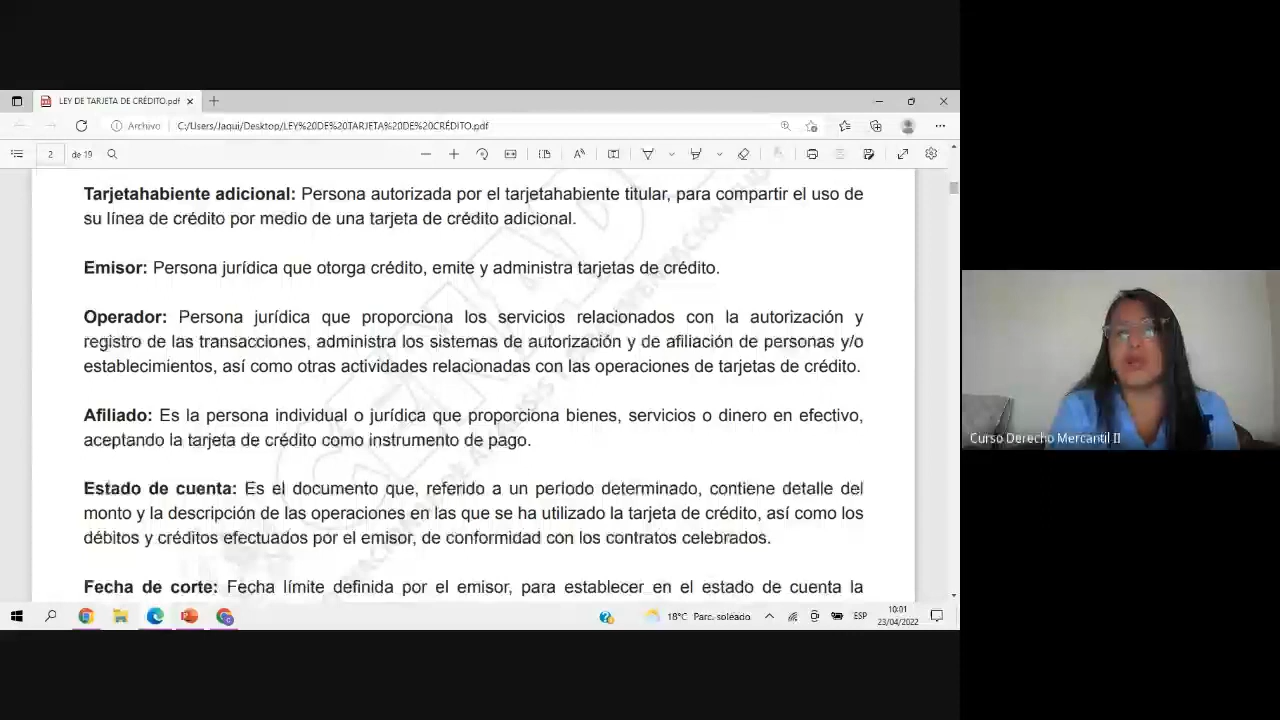 LEY DE TARJETA DE CRÉDITO.pdf
Archivo
C:/Users/Jaqui/Desktop/LEY%20DE%20TARJETA%20DE%20CRÉDITO.pdf
2
de 19
Tarjetahabiente adicional: Persona autorizada por el tarjetahabiente titular, para compartir el uso de
su línea de crédito por medio de una tarjeta de crédito adicional.
Emisor: Persona jurídica que otorga crédito, emite y administra tarjetas de crédito.
Operador: Persona jurídica que proporciona los servicios relacionados con la autorización y
registro de las transacciones, administra los sistemas de autorización y de afiliación de personas y/o
establecimientos, así como otras actividades relacionadas con las operaciones de tarjetas de crédito.
Afiliado: Es la persona individual o jurídica que proporciona bienes, servicios o dinero en efectivo,
aceptando la tarjeta de crédito como instrumento de pago.
Estado de cuenta: Es el documento que, referido a un período determinado, contiene detalle del
monto y la descripción de las operaciones en las que se ha utilizado la tarjeta de crédito, así como los
débitos y créditos efectuados por el emisor, de conformidad con los contratos celebrados.
Fecha de corte: Fecha límite definida por el emisor, para establecer en el estado de cuenta la
18°C Parc. soleado
ESP
10:01
23/04/2022
Curso Derecho Mercantil II